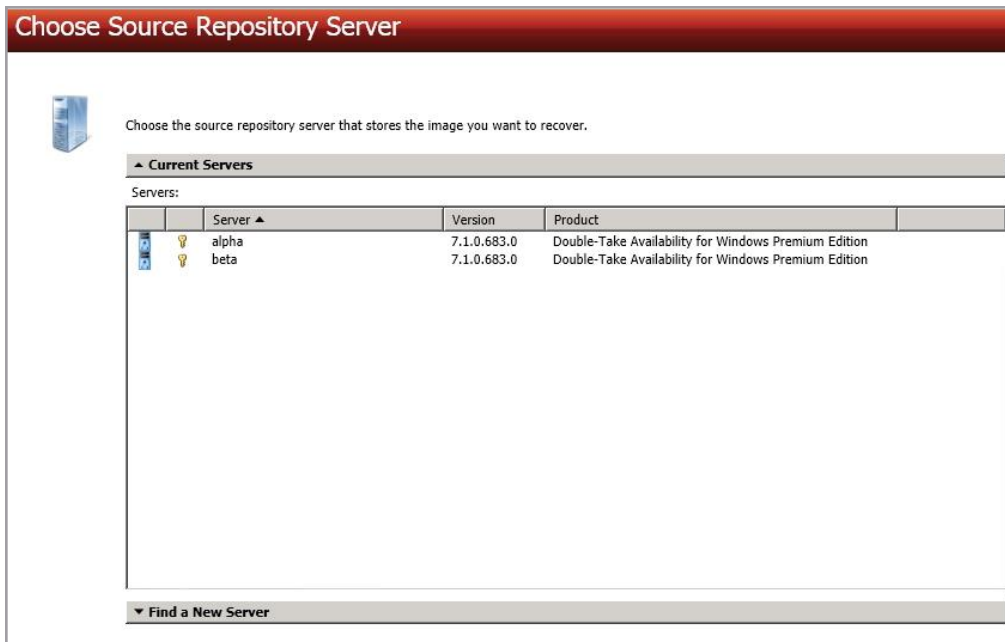 Choose Source Repository Server
Choose the source repository server that stores the image you want to recover.
▲ Current Servers
Servers:
Server ▲ Version Product
alpha 7.1.0.683.0 Double-Take Availability for Windows Premium Edition
beta 7.1.0.683.0 Double-Take Availability for Windows Premium Edition
▼ Find a New Server